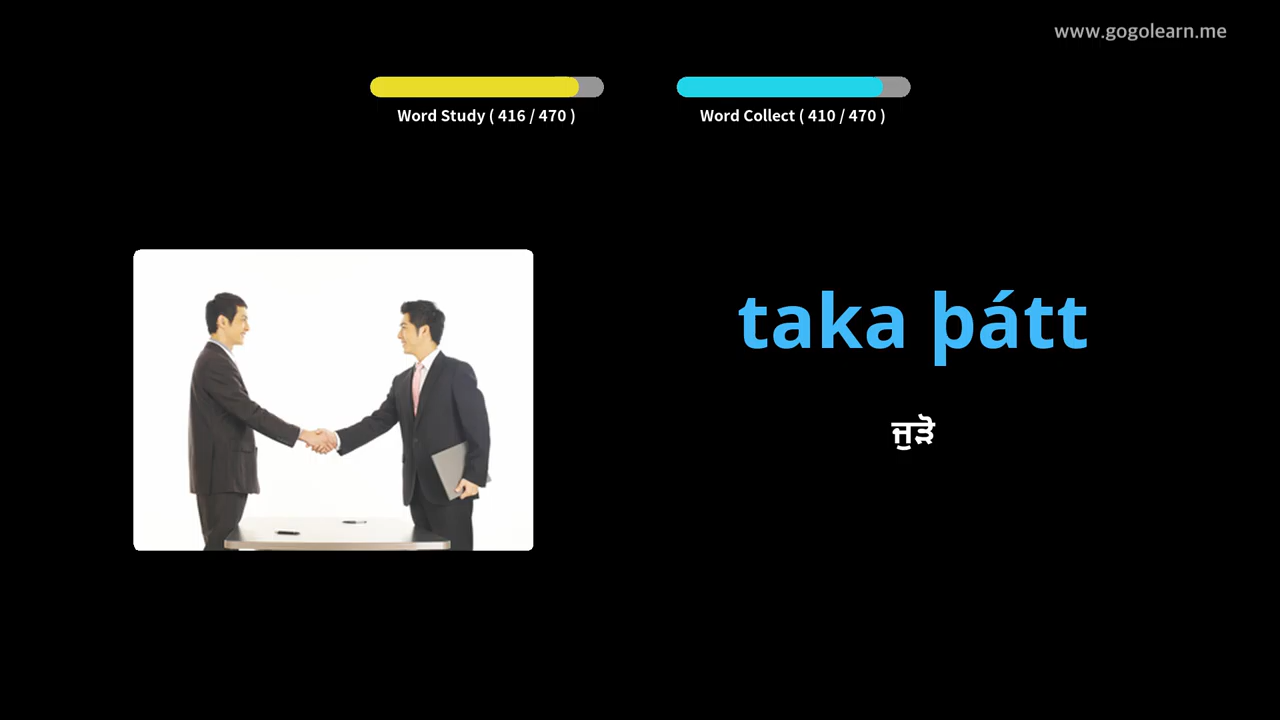 www.gogolearn.me
Word Study ( 416 / 470 )
Word Collect ( 410 / 470 )
taka þátt
ਜੁੜੋ